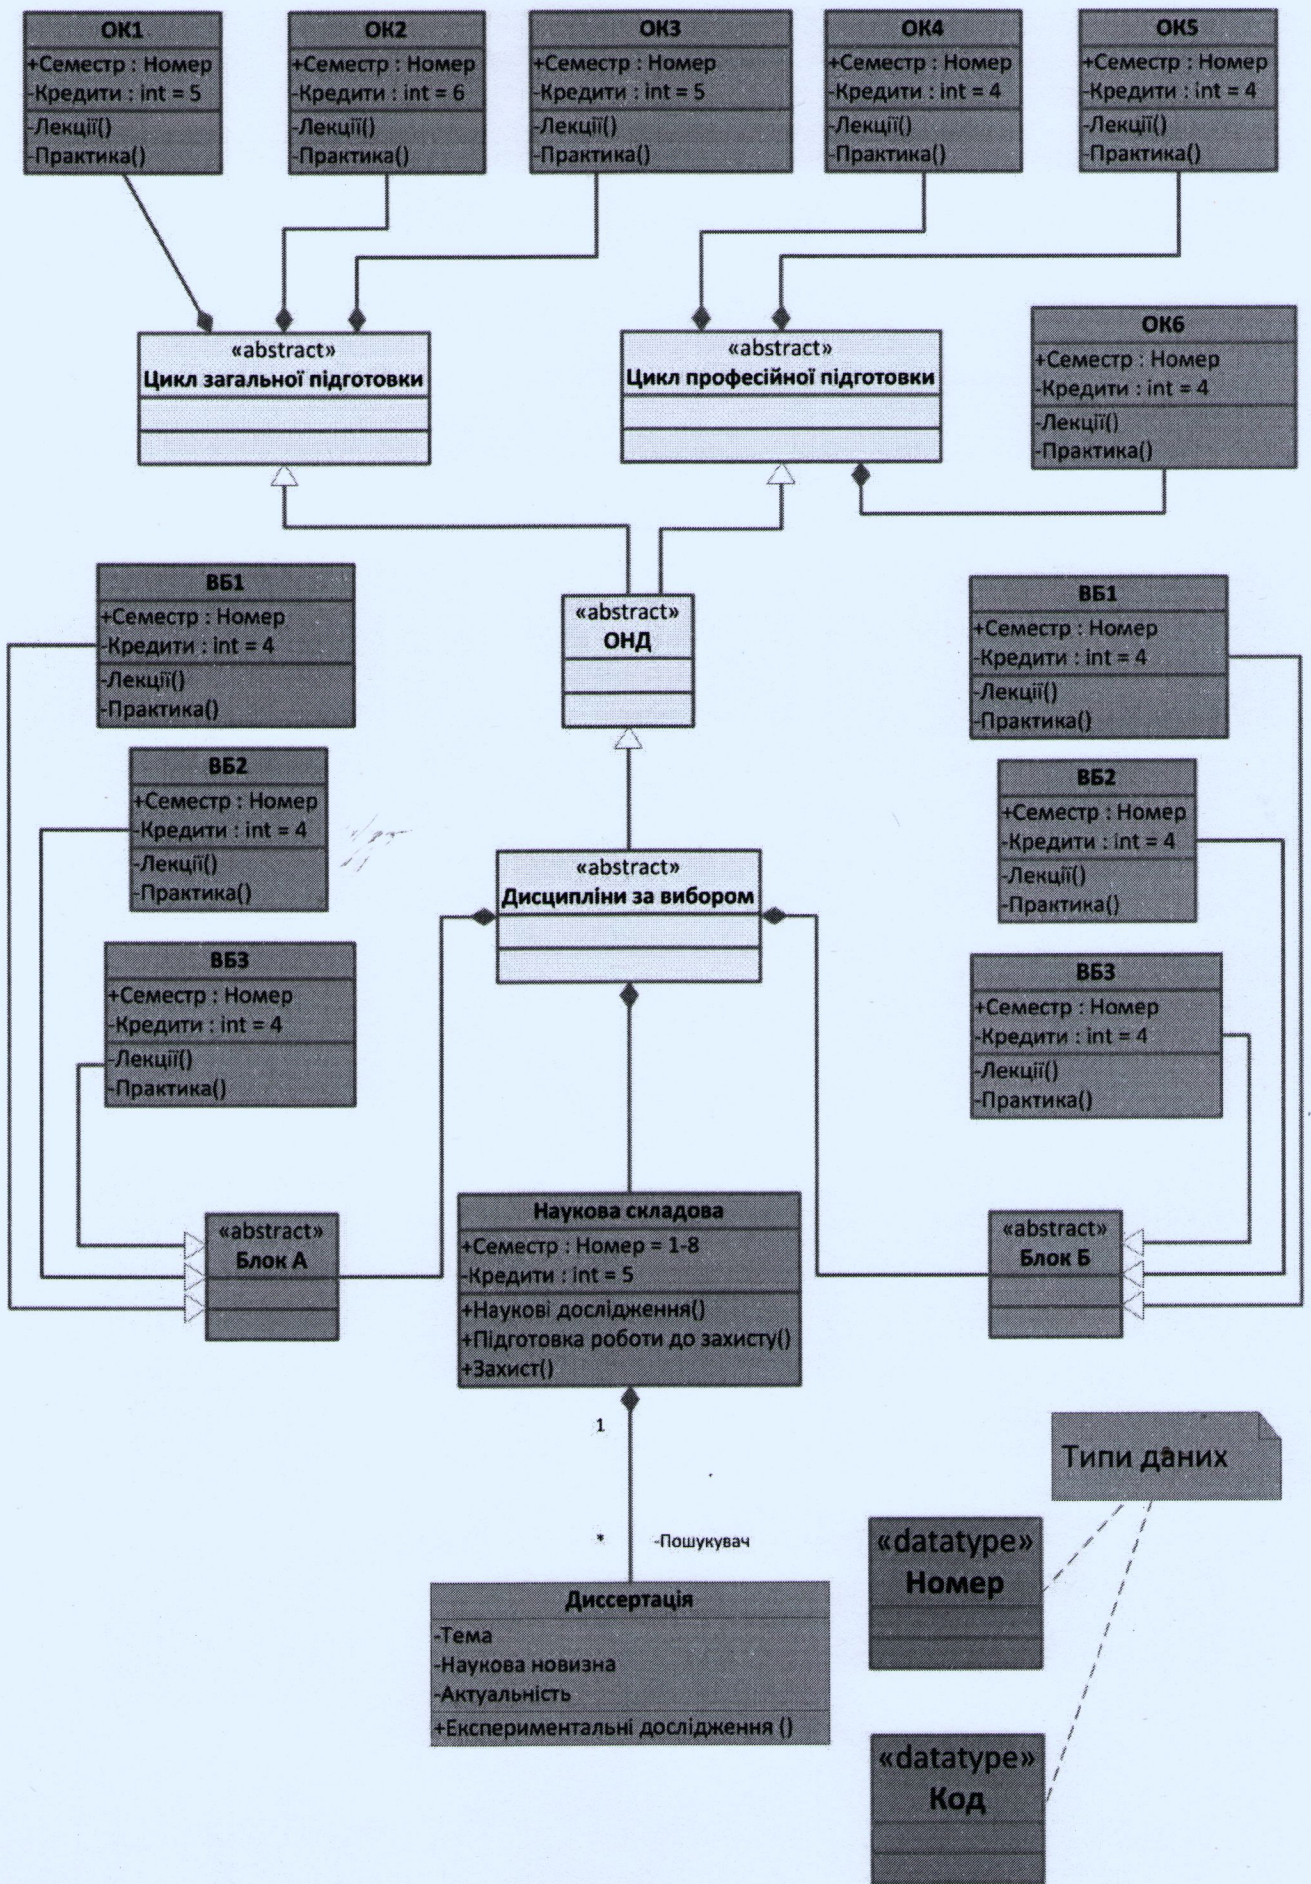 ОК1
+Семестр : Номер
-Кредити : int = 5
-Лекції()
-Практика()
ОК2
+Семестр : Номер
-Кредити : int = 6
-Лекції()
-Практика()
ОК3
+Семестр : Номер
-Кредити : int = 5
-Лекції()
-Практика()
ОК4
+Семестр : Номер
-Кредити : int = 4
-Лекції()
-Практика()
ОК5
+Семестр : Номер
-Кредити : int = 4
-Лекції()
-Практика()
«abstract»
Цикл загальної підготовки
«abstract»
Цикл професійної підготовки
ОК6
+Семестр : Номер
-Кредити : int = 4
-Лекції()
-Практика()
ВБ1
+Семестр : Номер
-Кредити : int = 4
-Лекції()
-Практика()
«abstract»
ОНД
ВБ1
+Семестр : Номер
-Кредити : int = 4
-Лекції()
-Практика()
ВБ2
+Семестр : Номер
-Кредити : int = 4
-Лекції()
-Практика()
ВБ2
+Семестр : Номер
-Кредити : int = 4
-Лекції()
-Практика()
«abstract»
Дисципліни за вибором
ВБ3
+Семестр : Номер
-Кредити : int = 4
-Лекції()
-Практика()
ВБ3
+Семестр : Номер
-Кредити : int = 4
-Лекції()
-Практика()
«abstract»
Блок А
Наукова складова
+Семестр : Номер = 1-8
-Кредити : int = 5
+Наукові дослідження()
+Підготовка роботи до захисту()
+Захист()
«abstract»
Блок Б
1
* -Пошукувач
Диссертація
-Тема
-Наукова новизна
-Актуальність
+Експериментальні дослідження ()
Типи даних
«datatype»
Номер
«datatype»
Код